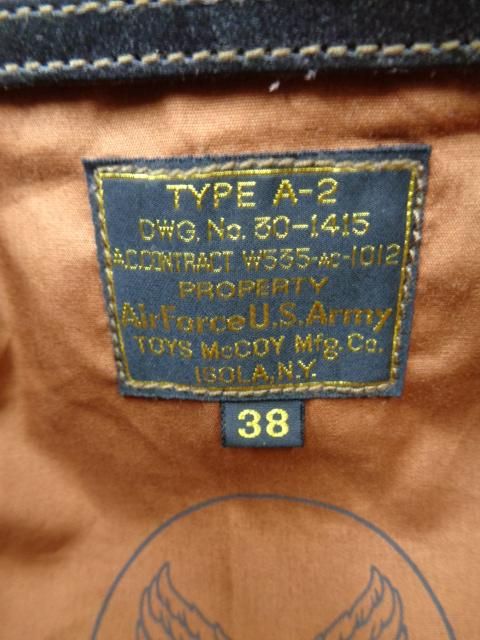 TYPE A-2
DWG. No. 30-1415
A.C.CONTRACT W535-AC-1012
PROPERTY
Air Force U.S. Army
TOYS McCOY Mfg. Co.
ISOLA, N.Y.
38